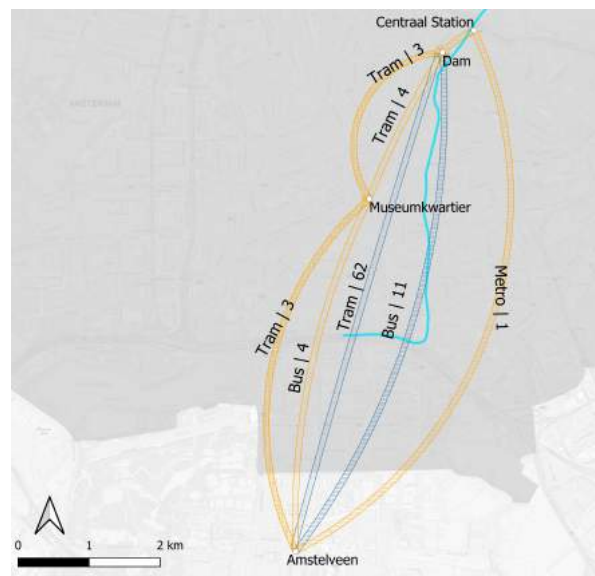 Centraal Station
Dam
Tram | 3
Tram | 4
Museumkwartier
Tram | 3
Bus | 4
Tram | 62
Bus | 11
Metro | 1
Amstelveen
0 1 2 km